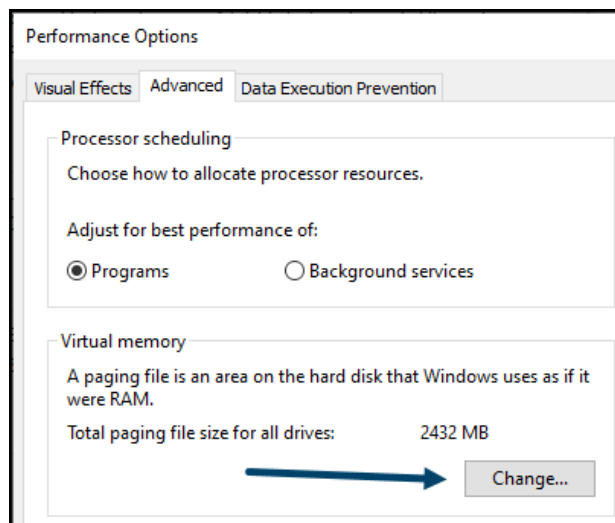 Performance Options
Visual Effects
Advanced
Data Execution Prevention
Processor scheduling
Choose how to allocate processor resources.
Adjust for best performance of:
Programs
Background services
Virtual memory
A paging file is an area on the hard disk that Windows uses as if it
were RAM.
Total paging file size for all drives: 2432 MB
Change...